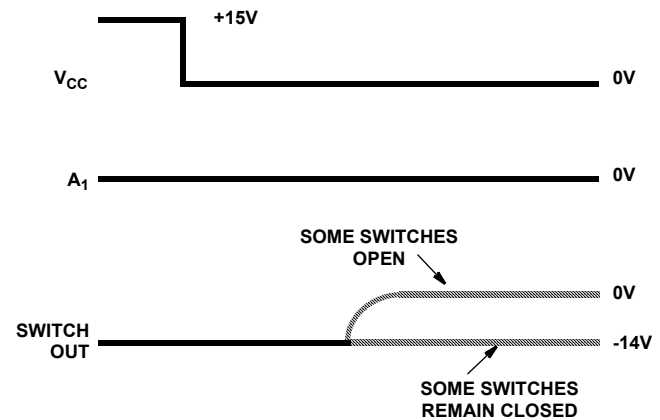 +15V
VCC
0V
A1
0V
SOME SWITCHES
OPEN
0V
SWITCH
OUT
-14V
SOME SWITCHES
REMAIN CLOSED